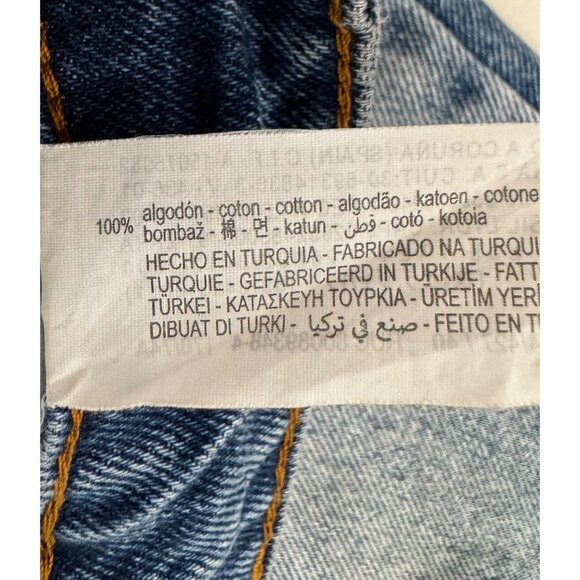 100% algodón - coton - cotton - algodão - katoen - cotone
bombaž - 棉 - 면 - katun - قطن - cotó - kotoia
HECHO EN TURQUIA - FABRICADO NA TURQUI
TURQUIE - GEFABRICEERD IN TURKIJE - FATT
TÜRKEI - ΚΑΤΑΣΚΕΥΗ ΤΟΥΡΚΙΑ - ÜRETİM YERİ
DIBUAT DI TURKI - صنع في تركيا - FEITO EN T